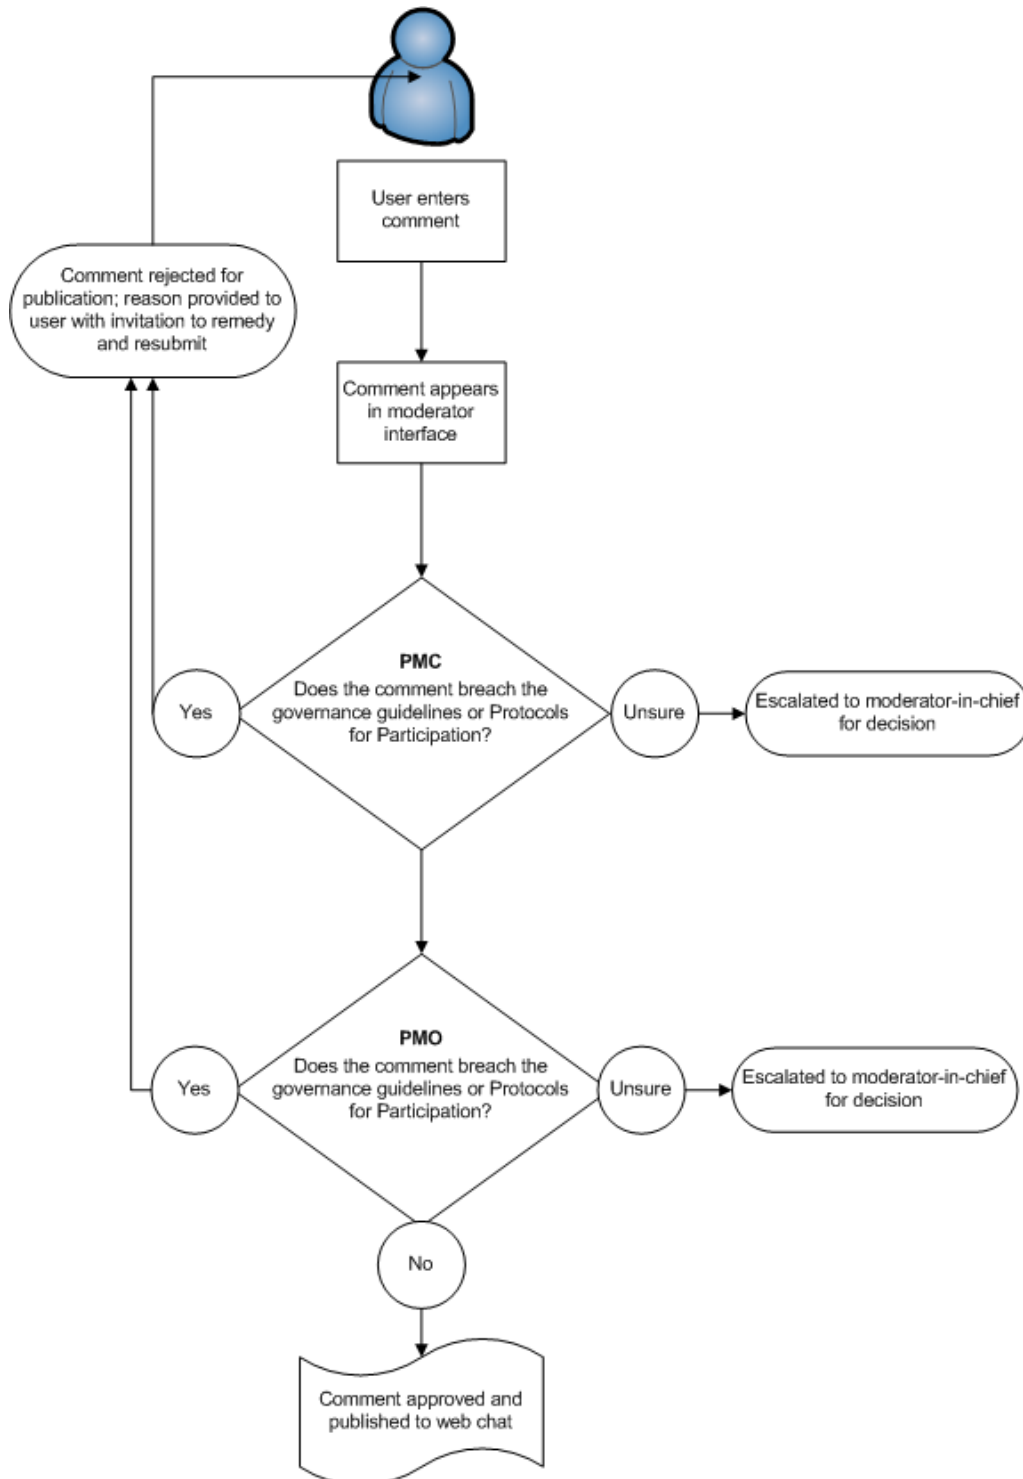 User enters
comment
Comment rejected for
publication; reason provided to
user with invitation to remedy
and resubmit
Comment appears
in moderator
interface
PMC
Does the comment breach the
governance guidelines or Protocols
for Participation?
Yes
Unsure
Escalated to moderator-in-chief
for decision
PMO
Does the comment breach the
governance guidelines or Protocols
for Participation?
Yes
Unsure
Escalated to moderator-in-chief
for decision
No
Comment approved and
published to web chat